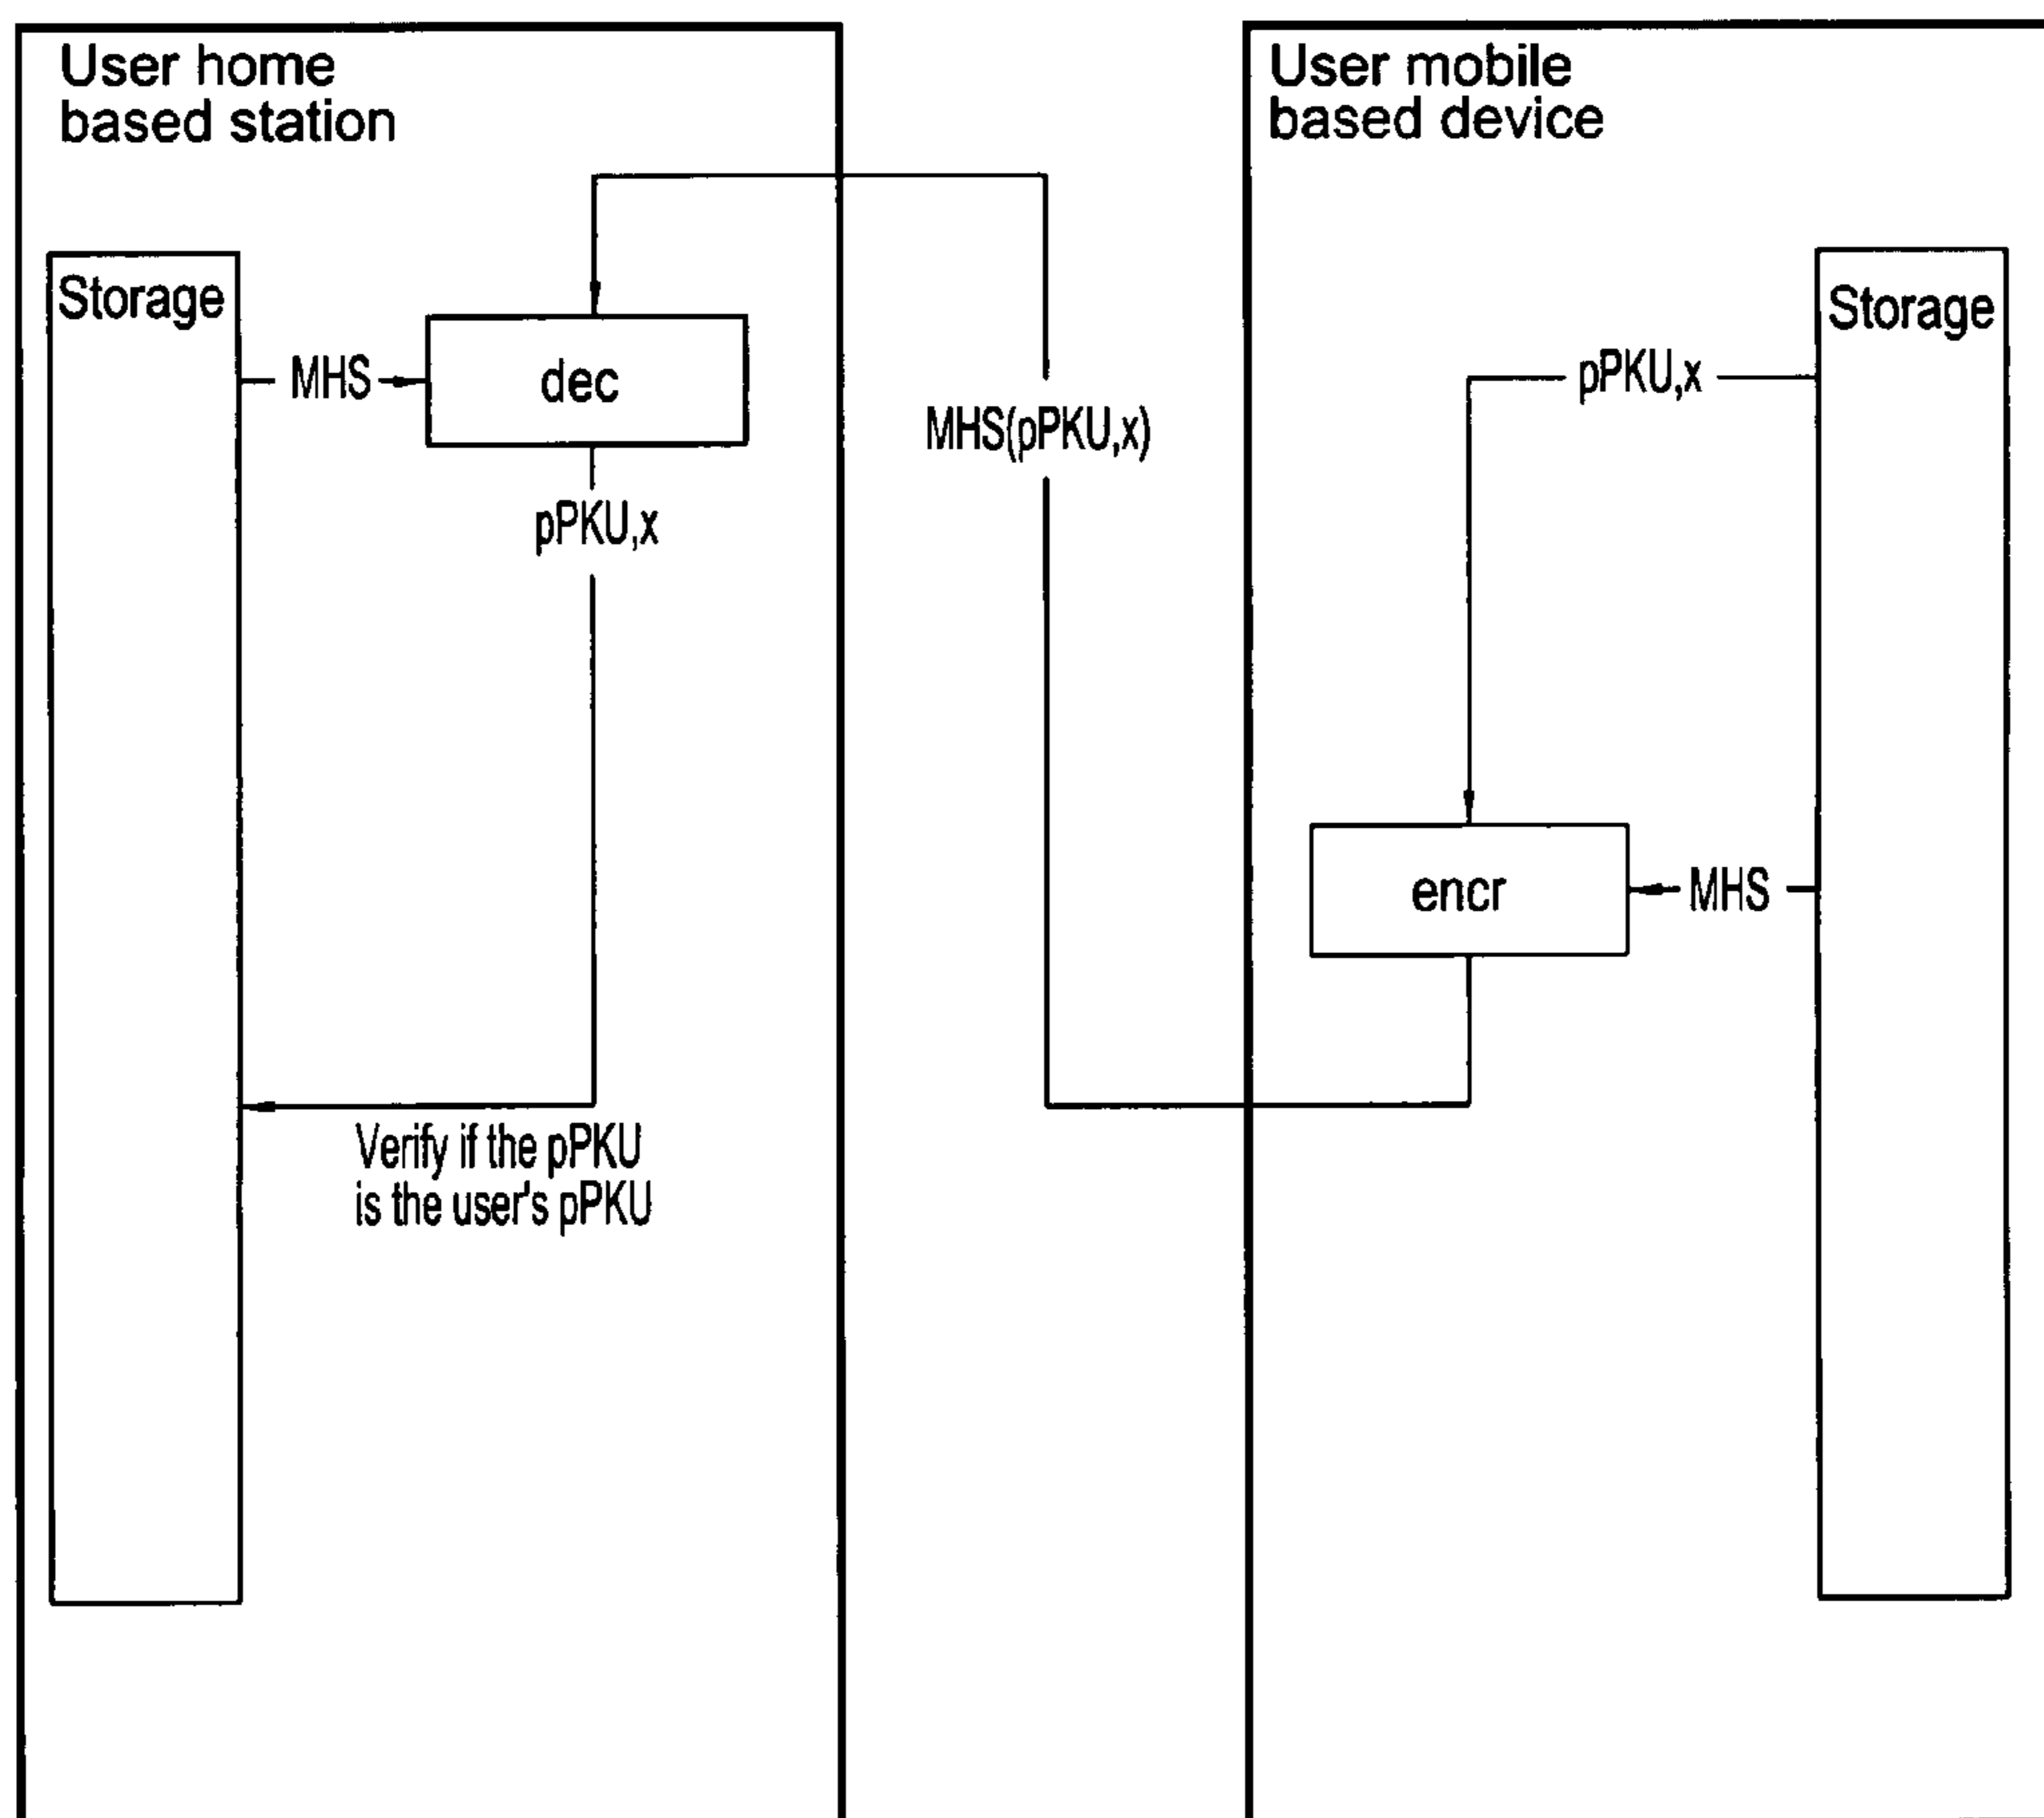 User home
based station
User mobile
based device
Storage
Storage
MHS
dec
pPKU,x
MHS(pPKU,x)
pPKU,x
encr
MHS
Verify if the pPKU
is the user's pPKU